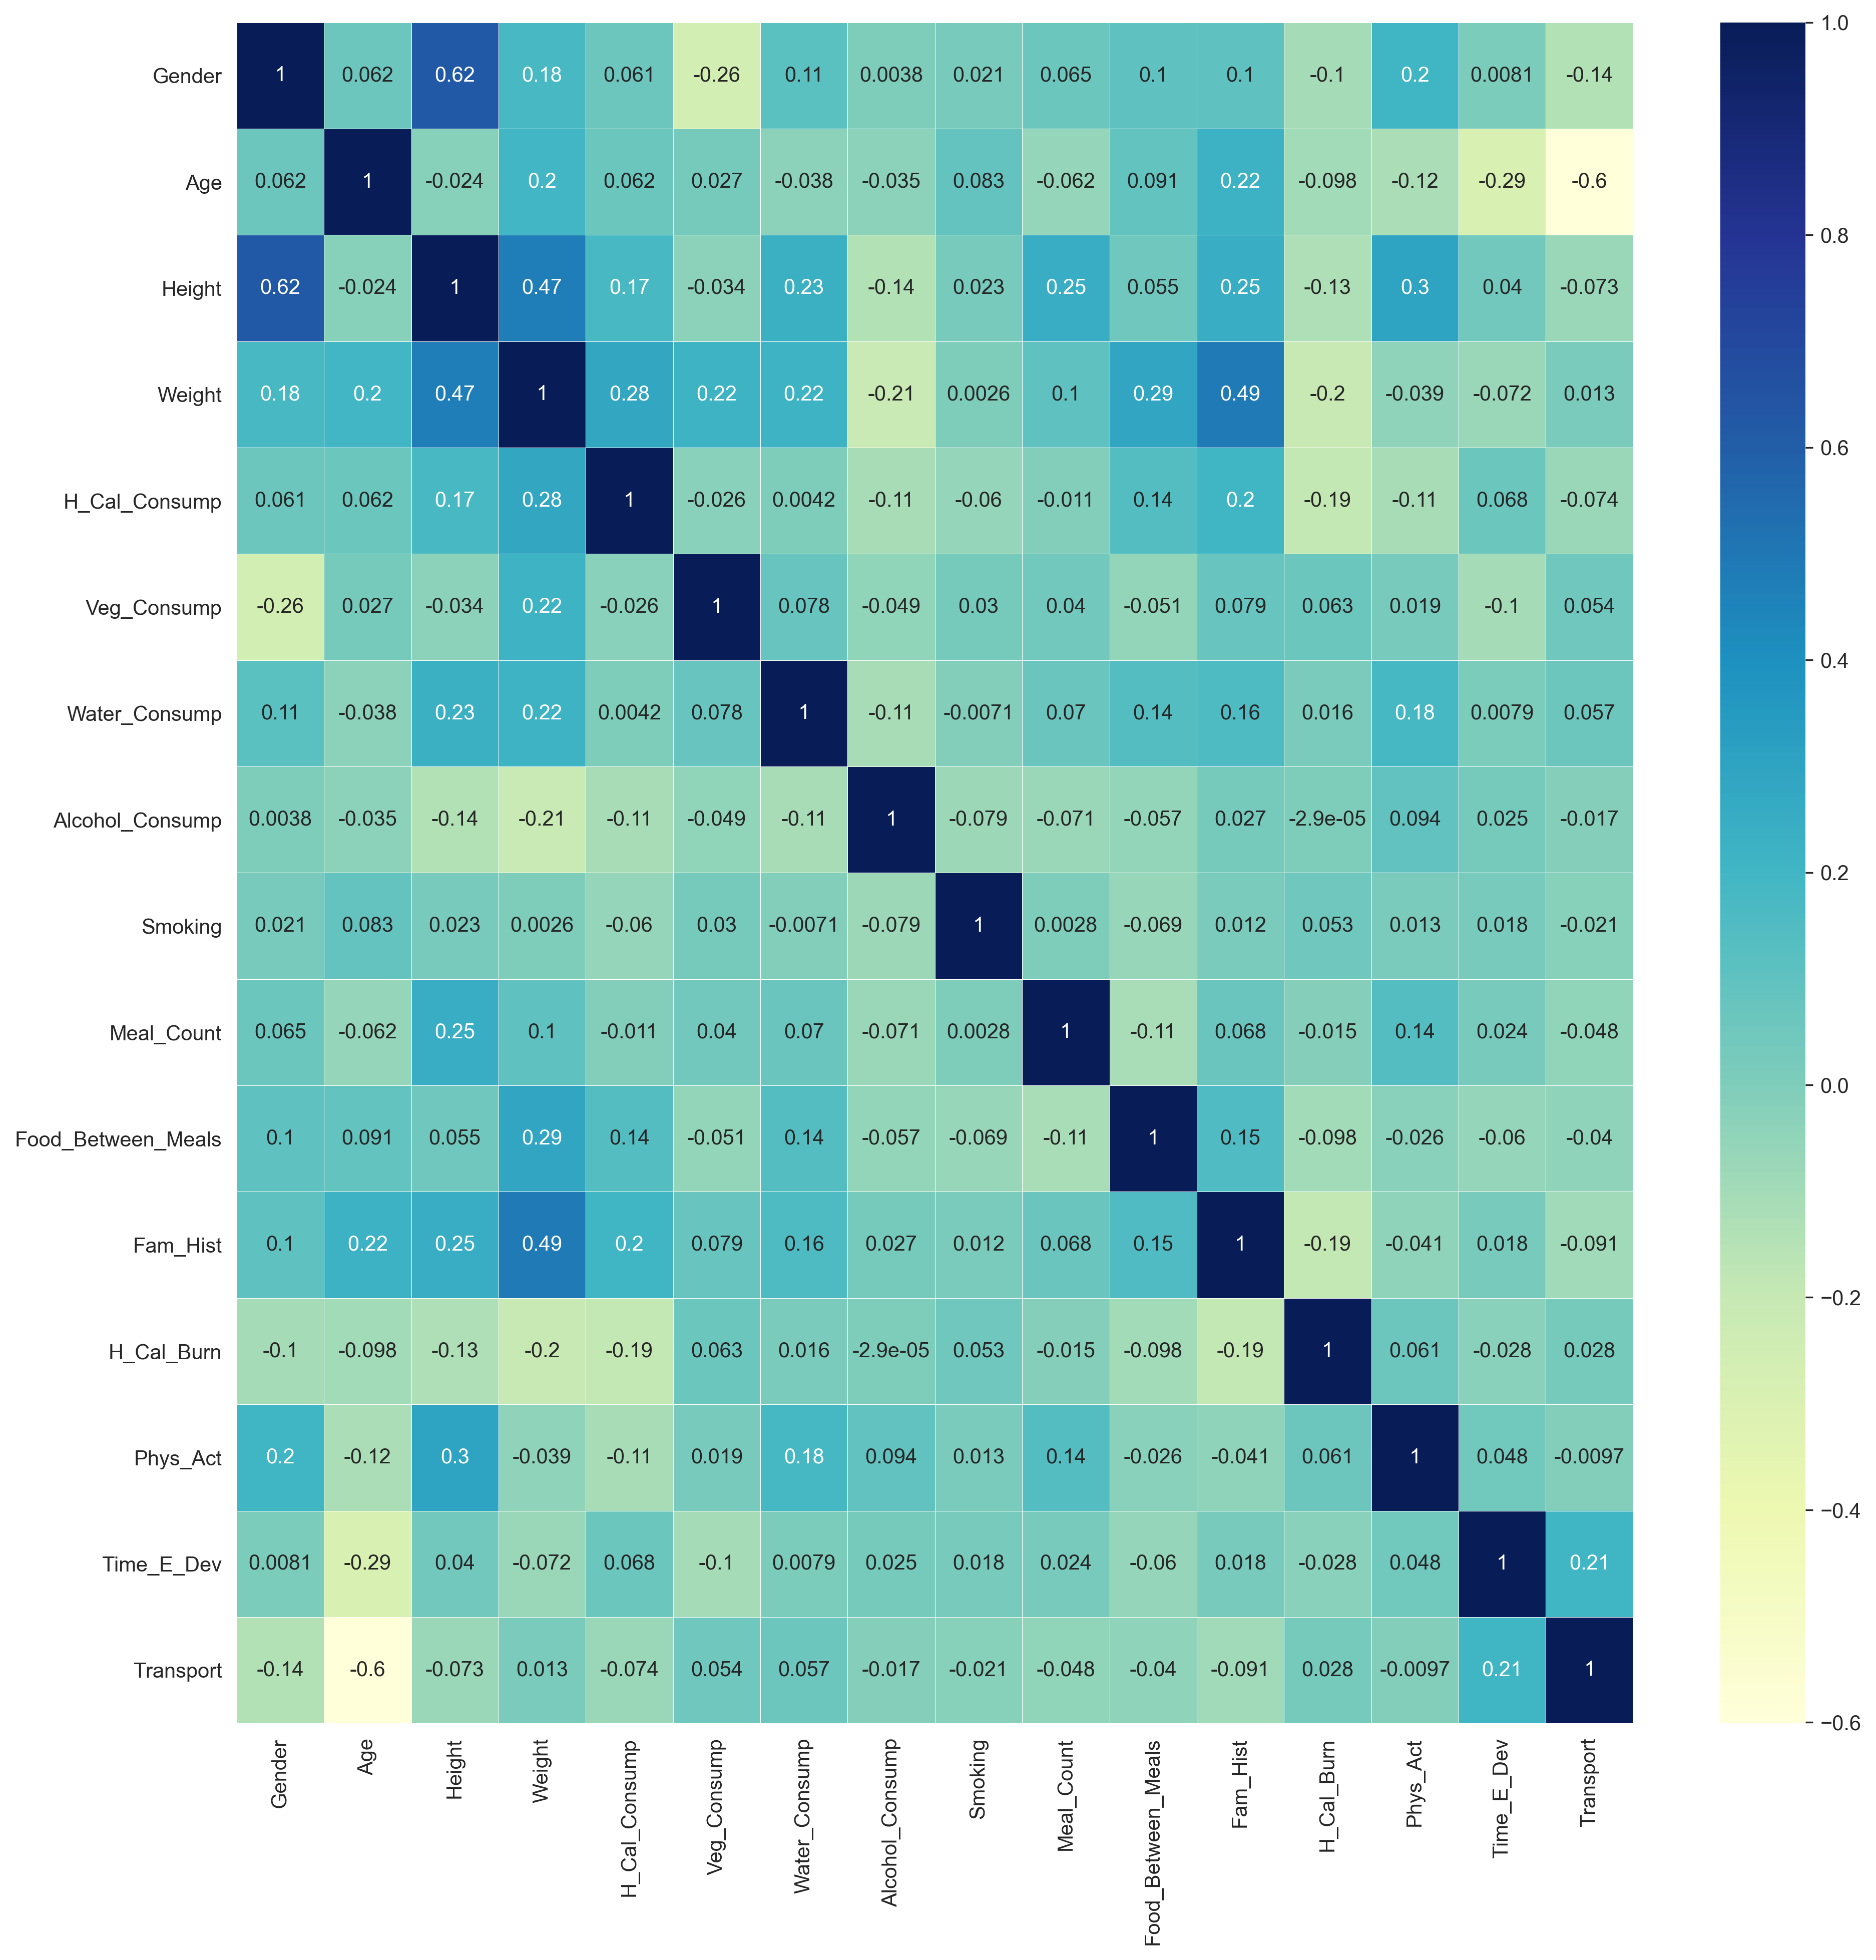 Gender 1 0.062 0.62 0.18 0.061 -0.26 0.11 0.0038 0.021 0.065 0.1 0.1 -0.1 0.2 0.0081 -0.14
Age 0.062 1 -0.024 0.2 0.062 0.027 -0.038 -0.035 0.083 -0.062 0.091 0.22 -0.098 -0.12 -0.29 -0.6
Height 0.62 -0.024 1 0.47 0.17 -0.034 0.23 -0.14 0.023 0.25 0.055 0.25 -0.13 0.3 0.04 -0.073
Weight 0.18 0.2 0.47 1 0.28 0.22 0.22 -0.21 0.0026 0.1 0.29 0.49 -0.2 -0.039 -0.072 0.013
H_Cal_Consump 0.061 0.062 0.17 0.28 1 -0.026 0.0042 -0.11 -0.06 -0.011 0.14 0.2 -0.19 -0.11 0.068 -0.074
Veg_Consump -0.26 0.027 -0.034 0.22 -0.026 1 0.078 -0.049 0.03 0.04 -0.051 0.079 0.063 0.019 -0.1 0.054
Water_Consump 0.11 -0.038 0.23 0.22 0.0042 0.078 1 -0.11 -0.0071 0.07 0.14 0.16 0.016 0.18 0.0079 0.057
Alcohol_Consump 0.0038 -0.035 -0.14 -0.21 -0.11 -0.049 -0.11 1 -0.079 -0.071 -0.057 0.027 -2.9e-05 0.094 0.025 -0.017
Smoking 0.021 0.083 0.023 0.0026 -0.06 0.03 -0.0071 -0.079 1 0.0028 -0.069 0.012 0.053 0.013 0.018 -0.021
Meal_Count 0.065 -0.062 0.25 0.1 -0.011 0.04 0.07 -0.071 0.0028 1 -0.11 0.068 -0.015 0.14 0.024 -0.048
Food_Between_Meals 0.1 0.091 0.055 0.29 0.14 -0.051 0.14 -0.057 -0.069 -0.11 1 0.15 -0.098 -0.026 -0.06 -0.04
Fam_Hist 0.1 0.22 0.25 0.49 0.2 0.079 0.16 0.027 0.012 0.068 0.15 1 -0.19 -0.041 0.018 -0.091
H_Cal_Burn -0.1 -0.098 -0.13 -0.2 -0.19 0.063 0.016 -2.9e-05 0.053 -0.015 -0.098 -0.19 1 0.061 -0.028 0.028
Phys_Act 0.2 -0.12 0.3 -0.039 -0.11 0.019 0.18 0.094 0.013 0.14 -0.026 -0.041 0.061 1 0.048 -0.0097
Time_E_Dev 0.0081 -0.29 0.04 -0.072 0.068 -0.1 0.0079 0.025 0.018 0.024 -0.06 0.018 -0.028 0.048 1 0.21
Transport -0.14 -0.6 -0.073 0.013 -0.074 0.054 0.057 -0.017 -0.021 -0.048 -0.04 -0.091 0.028 -0.0097 0.21 1
Gender
Age
Height
Weight
H_Cal_Consump
Veg_Consump
Water_Consump
Alcohol_Consump
Smoking
Meal_Count
Food_Between_Meals
Fam_Hist
H_Cal_Burn
Phys_Act
Time_E_Dev
Transport
1.0
0.8
0.6
0.4
0.2
0.0
−0.2
−0.4
−0.6